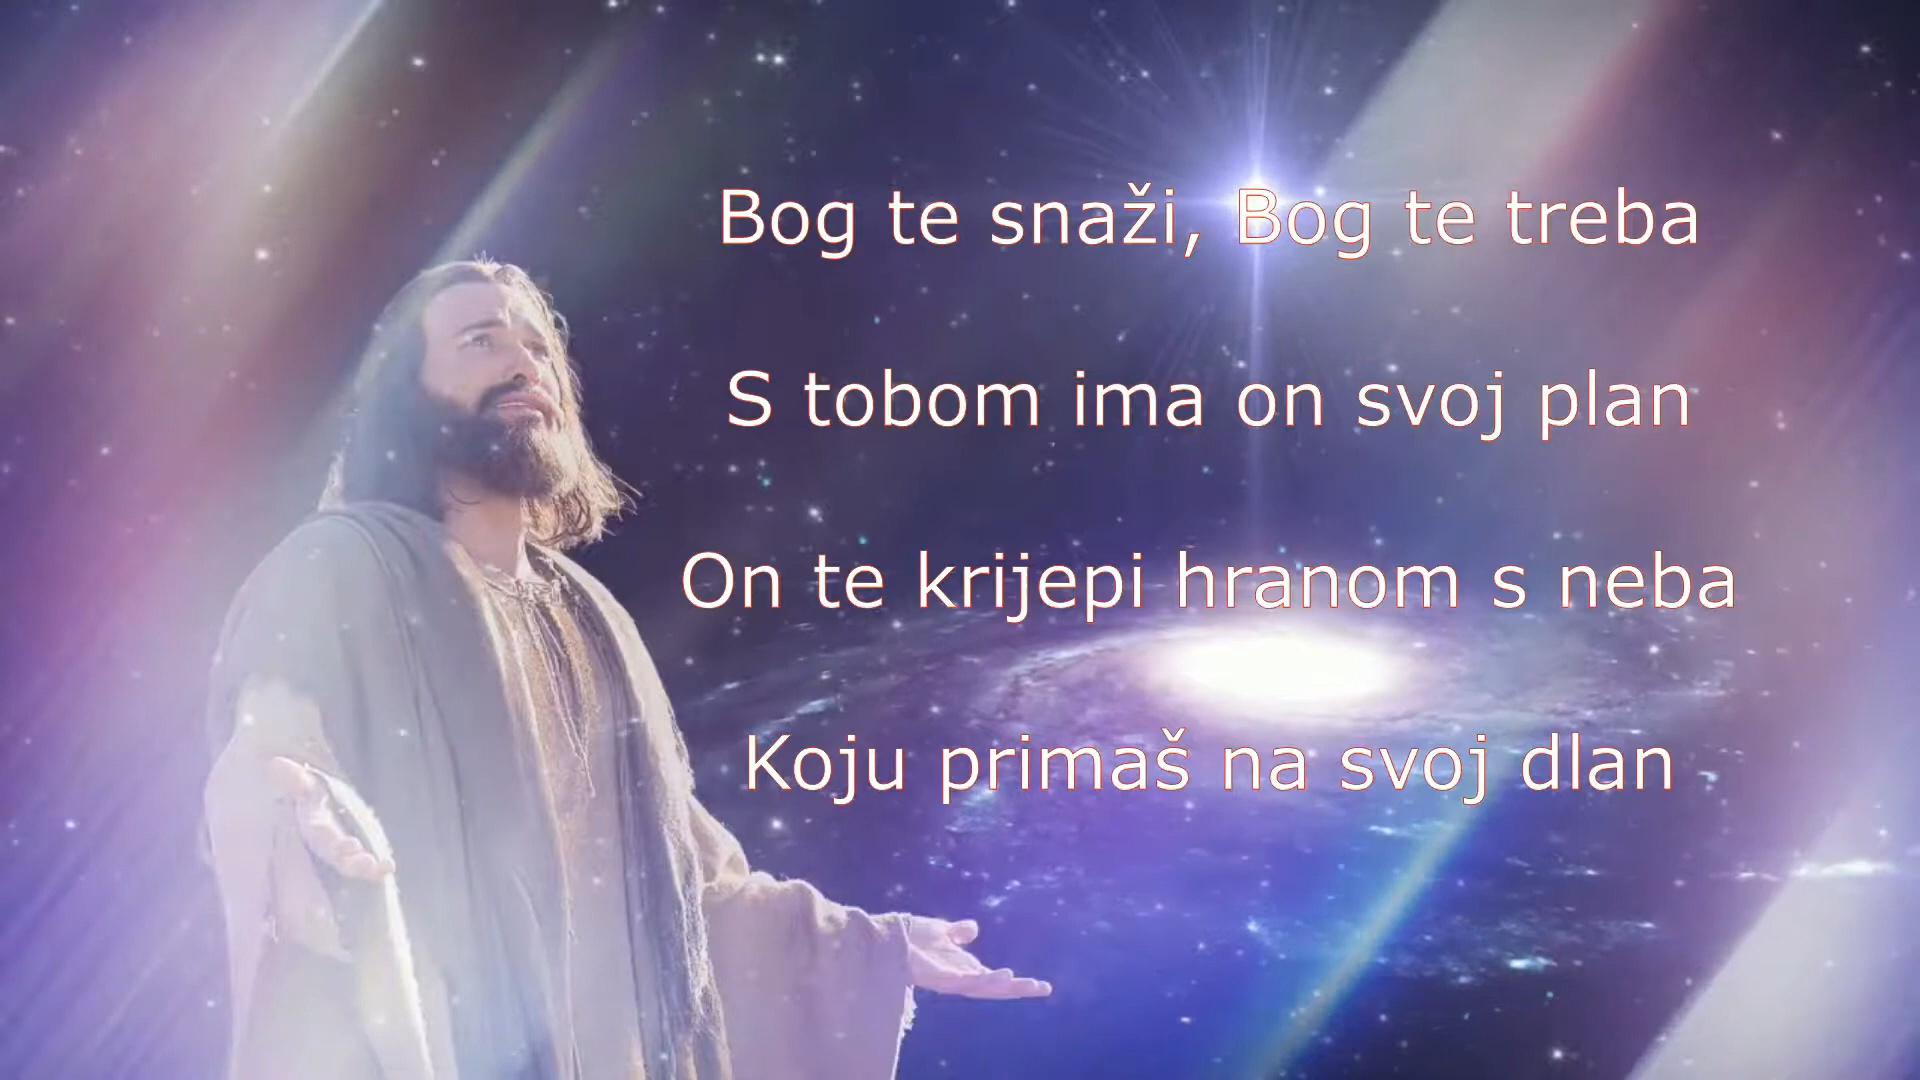 Bog te snaži, Bog te treba
S tobom ima on svoj plan
On te krijepi hranom s neba
Koju primaš na svoj dlan